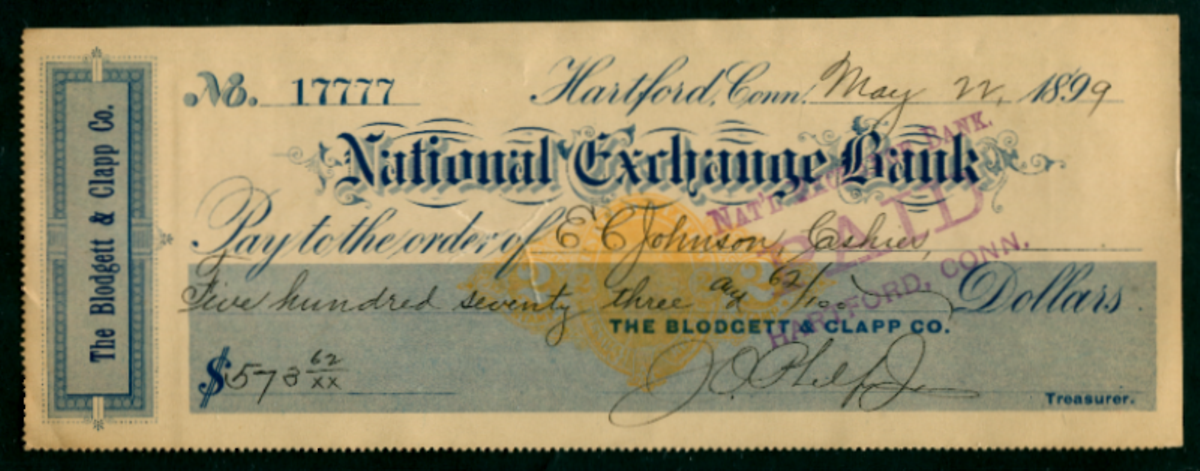 The Blodgett & Clapp Co.
No. 17777 Hartford, Conn. May 22, 1899
National Exchange Bank
Pay to the order of E C Johnson, Cashier,
Five hundred seventy three and 62/100 Dollars
THE BLODGETT & CLAPP CO.
$573 62/XX
Treasurer.
NAT'L EXCHANGE BANK.
PAID
HARTFORD, CONN.